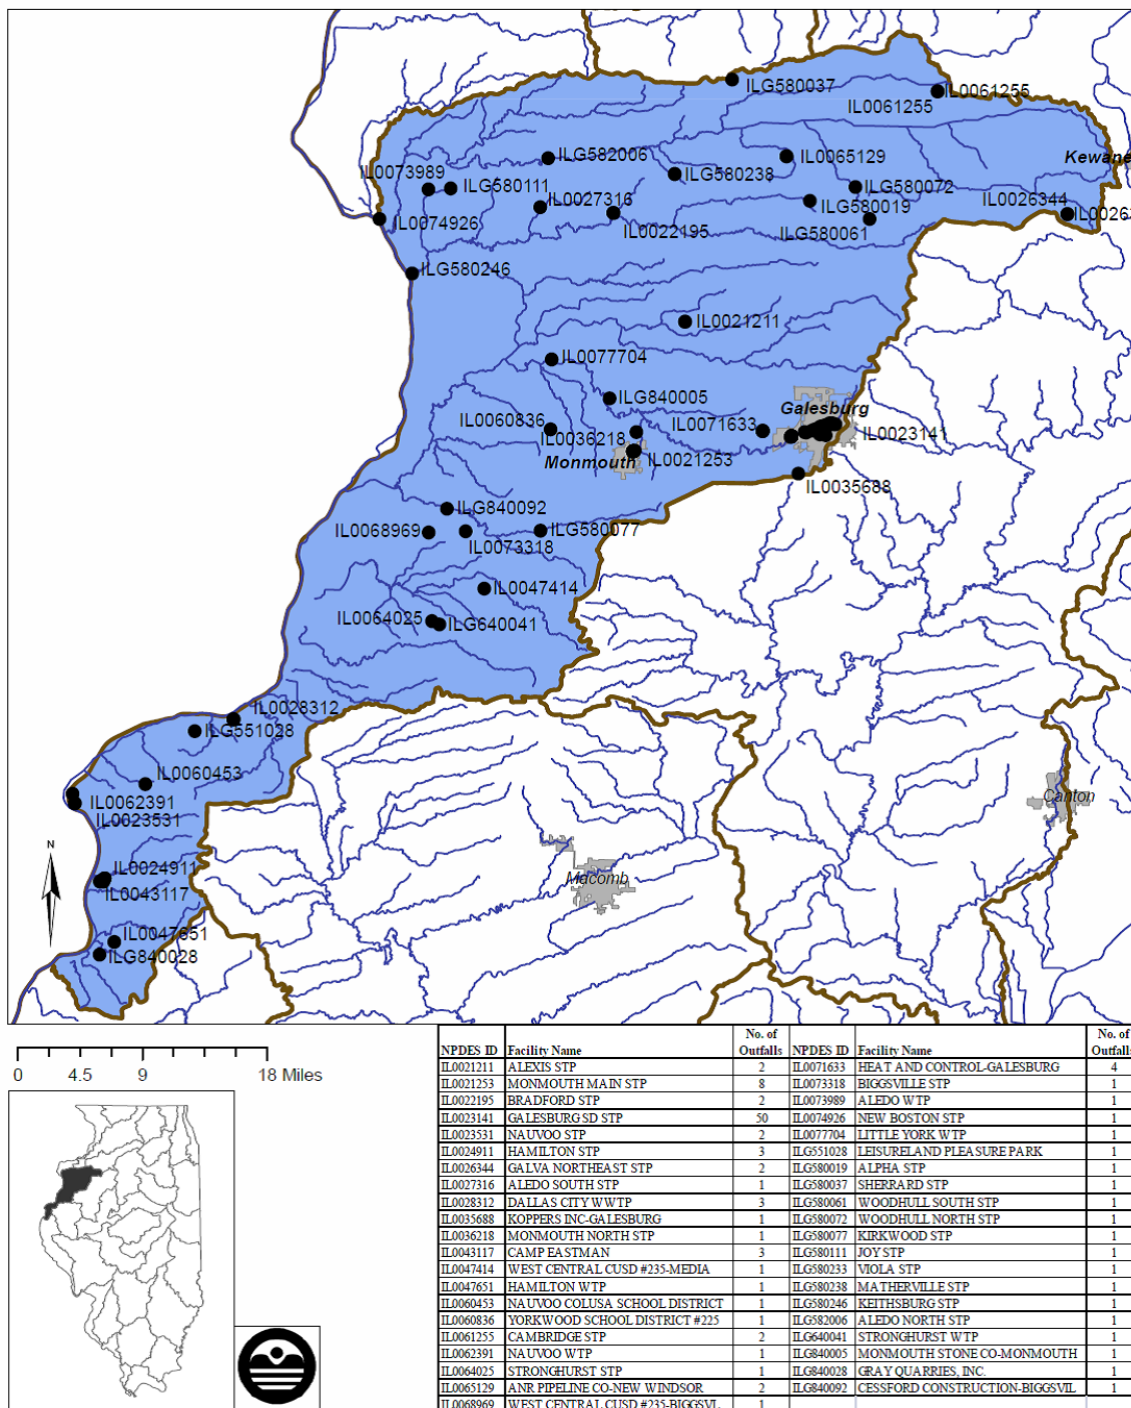 ILG580037
IL0061255
IL0061255
ILG582006
IL0065129
Kewane
IL0073989
ILG580111
ILG580238
ILG580072
IL0027316
ILG580019
IL0026344
IL0074926
IL0022195
ILG580061
ILG580246
IL0021211
IL0077704
ILG840005
Galesburg
IL0060836
IL0036218
IL0071633
IL0023141
Monmouth
IL0021253
IL0035688
ILG840092
IL0068969
ILG580077
IL0073318
IL0047414
IL0064025
ILG640041
IL0028312
ILG551028
IL0060453
IL0062391
IL0023531
Canton
N
IL0024911
IL0043117
Macomb
IL0047651
ILG840028
0 4.5 9 18 Miles
NPDES ID Facility Name No. of Outfalls NPDES ID Facility Name No. of Outfalls
IL0021211 ALEXIS STP 2 IL0071633 HEAT AND CONTROL-GALESBURG 4
IL0021253 MONMOUTH MAIN STP 8 IL0073318 BIGGSVILLE STP 1
IL0022195 BRADFORD STP 2 IL0073989 ALEDO WTP 1
IL0023141 GALESBURG SD STP 50 IL0074926 NEW BOSTON STP 1
IL0023531 NAUVOO STP 2 IL0077704 LITTLE YORK WTP 1
IL0024911 HAMILTON STP 3 ILG551028 LEISURELAND PLEASURE PARK 1
IL0026344 GALVA NORTHEAST STP 2 ILG580019 ALPHA STP 1
IL0027316 ALEDO SOUTH STP 1 ILG580037 SHERRARD STP 1
IL0028312 DALLAS CITY WWTP 3 ILG580061 WOODHULL SOUTH STP 1
IL0035688 KOPPERS INC-GALESBURG 1 ILG580072 WOODHULL NORTH STP 1
IL0036218 MONMOUTH NORTH STP 1 ILG580077 KIRKWOOD STP 1
IL0043117 CAMP EASTMAN 3 ILG580111 JOY STP 1
IL0047414 WEST CENTRAL CUSD #235-MEDIA 1 ILG580233 VIOLA STP 1
IL0047651 HAMILTON WTP 1 ILG580238 MATHERVILLE STP 1
IL0060453 NAUVOO COLUSA SCHOOL DISTRICT 1 ILG580246 KEITHSBURG STP 1
IL0060836 YORKWOOD SCHOOL DISTRICT #225 1 ILG582006 ALEDO NORTH STP 1
IL0061255 CAMBRIDGE STP 2 ILG640041 STRONGHURST WTP 1
IL0062391 NAUVOO WTP 1 ILG840005 MONMOUTH STONE CO-MONMOUTH 1
IL0064025 STRONGHURST STP 1 ILG840028 GRAY QUARRIES, INC. 1
IL0065129 ANR PIPELINE CO-NEW WINDSOR 2 ILG840092 CESSFORD CONSTRUCTION-BIGGSVIL 1
IL0068969 WEST CENTRAL CUSD #235-BIGGSVL 1